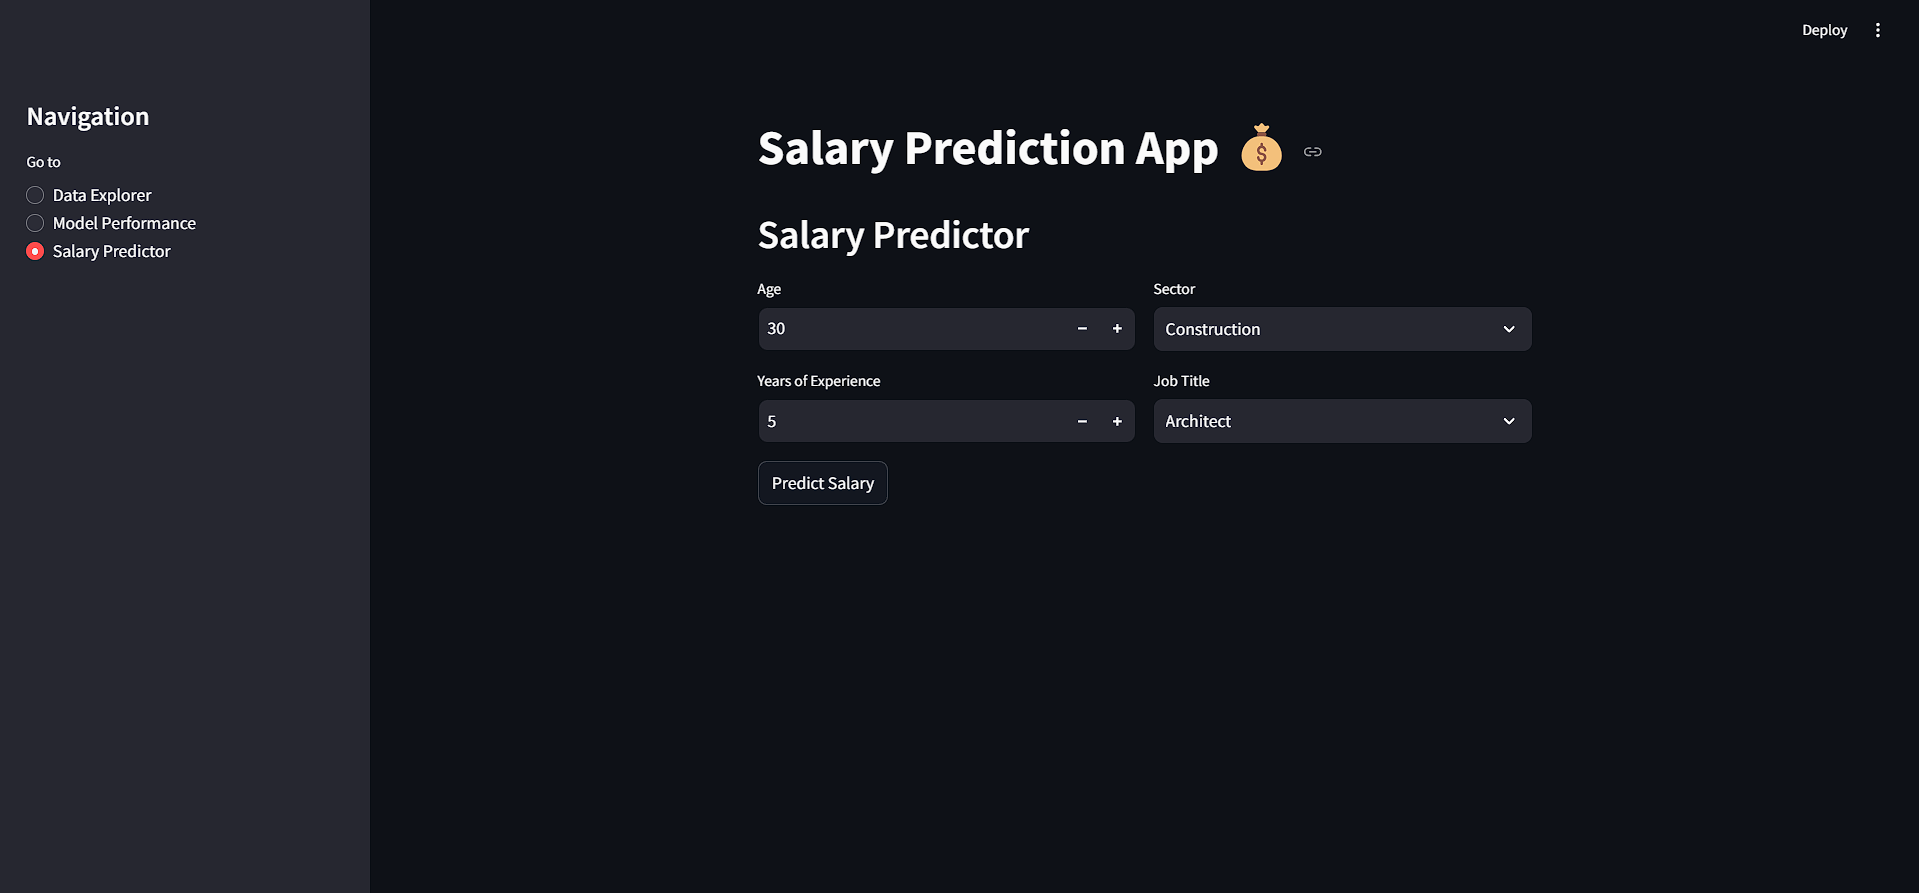 Deploy
Navigation
Go to
Data Explorer
Model Performance
Salary Predictor
Salary Prediction App
Salary Predictor
Age
30
Sector
Construction
Years of Experience
5
Job Title
Architect
Predict Salary